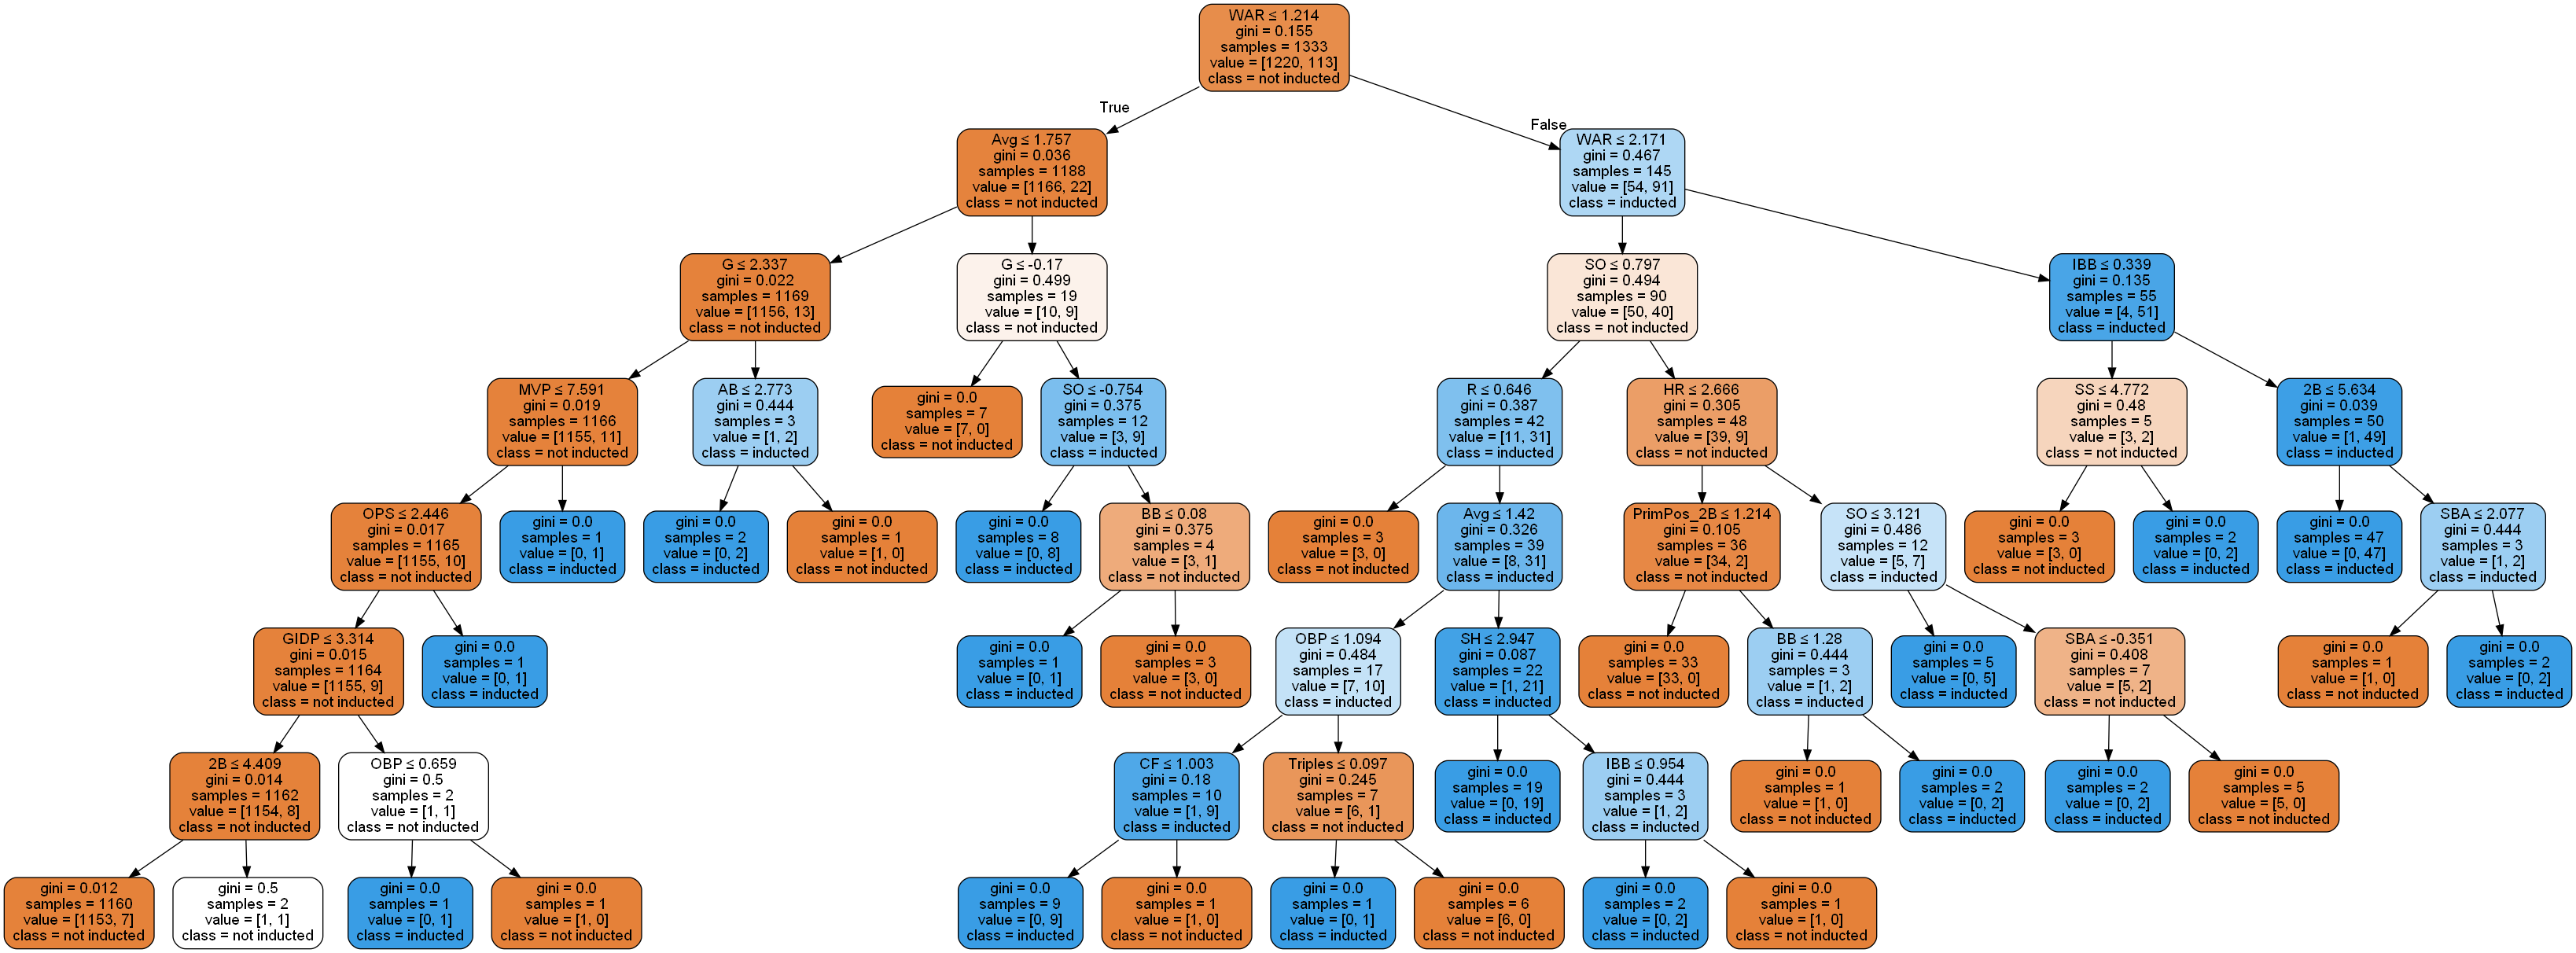 WAR ≤ 1.214
gini = 0.155
samples = 1333
value = [1220, 113]
class = not inducted
True
False
Avg ≤ 1.757
gini = 0.036
samples = 1188
value = [1166, 22]
class = not inducted
WAR ≤ 2.171
gini = 0.467
samples = 145
value = [54, 91]
class = inducted
G ≤ 2.337
gini = 0.022
samples = 1169
value = [1156, 13]
class = not inducted
G ≤ -0.17
gini = 0.499
samples = 19
value = [10, 9]
class = not inducted
SO ≤ 0.797
gini = 0.494
samples = 90
value = [50, 40]
class = not inducted
IBB ≤ 0.339
gini = 0.135
samples = 55
value = [4, 51]
class = inducted
MVP ≤ 7.591
gini = 0.019
samples = 1166
value = [1155, 11]
class = not inducted
AB ≤ 2.773
gini = 0.444
samples = 3
value = [1, 2]
class = inducted
gini = 0.0
samples = 7
value = [7, 0]
class = not inducted
SO ≤ -0.754
gini = 0.375
samples = 12
value = [3, 9]
class = inducted
R ≤ 0.646
gini = 0.387
samples = 42
value = [11, 31]
class = inducted
HR ≤ 2.666
gini = 0.305
samples = 48
value = [39, 9]
class = not inducted
SS ≤ 4.772
gini = 0.48
samples = 5
value = [3, 2]
class = not inducted
2B ≤ 5.634
gini = 0.039
samples = 50
value = [1, 49]
class = inducted
OPS ≤ 2.446
gini = 0.017
samples = 1165
value = [1155, 10]
class = not inducted
gini = 0.0
samples = 1
value = [0, 1]
class = inducted
gini = 0.0
samples = 2
value = [0, 2]
class = inducted
gini = 0.0
samples = 1
value = [1, 0]
class = not inducted
gini = 0.0
samples = 8
value = [0, 8]
class = inducted
BB ≤ 0.08
gini = 0.375
samples = 4
value = [3, 1]
class = not inducted
gini = 0.0
samples = 3
value = [3, 0]
class = not inducted
Avg ≤ 1.42
gini = 0.326
samples = 39
value = [8, 31]
class = inducted
PrimPos_2B ≤ 1.214
gini = 0.105
samples = 36
value = [34, 2]
class = not inducted
SO ≤ 3.121
gini = 0.486
samples = 12
value = [5, 7]
class = inducted
gini = 0.0
samples = 3
value = [3, 0]
class = not inducted
gini = 0.0
samples = 2
value = [0, 2]
class = inducted
gini = 0.0
samples = 47
value = [0, 47]
class = inducted
SBA ≤ 2.077
gini = 0.444
samples = 3
value = [1, 2]
class = inducted
GIDP ≤ 3.314
gini = 0.015
samples = 1164
value = [1155, 9]
class = not inducted
gini = 0.0
samples = 1
value = [0, 1]
class = inducted
gini = 0.0
samples = 1
value = [0, 1]
class = inducted
gini = 0.0
samples = 3
value = [3, 0]
class = not inducted
OBP ≤ 1.094
gini = 0.484
samples = 17
value = [7, 10]
class = inducted
SH ≤ 2.947
gini = 0.087
samples = 22
value = [1, 21]
class = inducted
gini = 0.0
samples = 33
value = [33, 0]
class = not inducted
BB ≤ 1.28
gini = 0.444
samples = 3
value = [1, 2]
class = inducted
gini = 0.0
samples = 5
value = [0, 5]
class = inducted
SBA ≤ -0.351
gini = 0.408
samples = 7
value = [5, 2]
class = not inducted
gini = 0.0
samples = 1
value = [1, 0]
class = not inducted
gini = 0.0
samples = 2
value = [0, 2]
class = inducted
2B ≤ 4.409
gini = 0.014
samples = 1162
value = [1154, 8]
class = not inducted
OBP ≤ 0.659
gini = 0.5
samples = 2
value = [1, 1]
class = not inducted
CF ≤ 1.003
gini = 0.18
samples = 10
value = [1, 9]
class = inducted
Triples ≤ 0.097
gini = 0.245
samples = 7
value = [6, 1]
class = not inducted
gini = 0.0
samples = 19
value = [0, 19]
class = inducted
IBB ≤ 0.954
gini = 0.444
samples = 3
value = [1, 2]
class = inducted
gini = 0.0
samples = 1
value = [1, 0]
class = not inducted
gini = 0.0
samples = 2
value = [0, 2]
class = inducted
gini = 0.0
samples = 2
value = [0, 2]
class = inducted
gini = 0.0
samples = 5
value = [5, 0]
class = not inducted
gini = 0.012
samples = 1160
value = [1153, 7]
class = not inducted
gini = 0.5
samples = 2
value = [1, 1]
class = not inducted
gini = 0.0
samples = 1
value = [0, 1]
class = inducted
gini = 0.0
samples = 1
value = [1, 0]
class = not inducted
gini = 0.0
samples = 9
value = [0, 9]
class = inducted
gini = 0.0
samples = 1
value = [1, 0]
class = not inducted
gini = 0.0
samples = 1
value = [0, 1]
class = inducted
gini = 0.0
samples = 6
value = [6, 0]
class = not inducted
gini = 0.0
samples = 2
value = [0, 2]
class = inducted
gini = 0.0
samples = 1
value = [1, 0]
class = not inducted